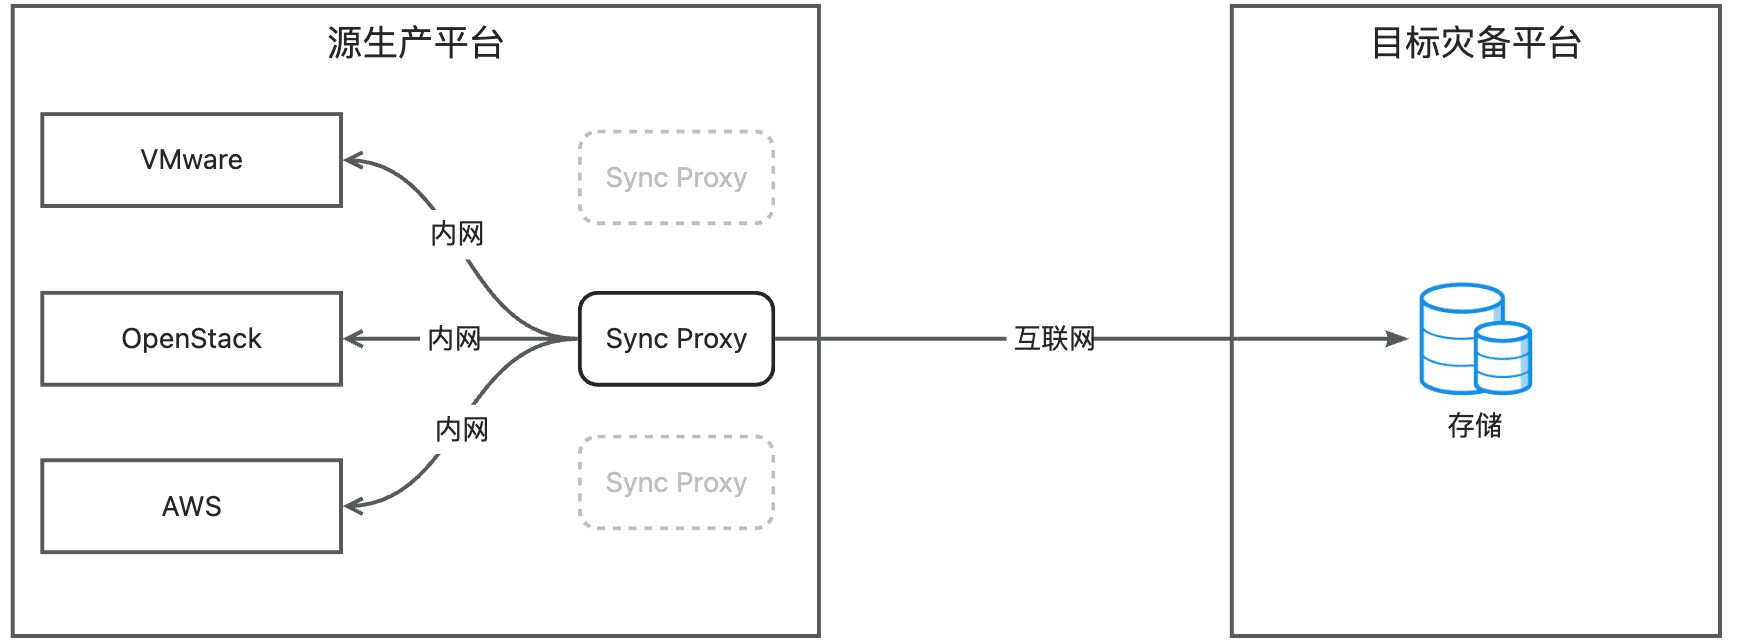 源生产平台
目标灾备平台
VMware
Sync Proxy
内网
OpenStack
内网
Sync Proxy
互联网
存储
内网
AWS
Sync Proxy